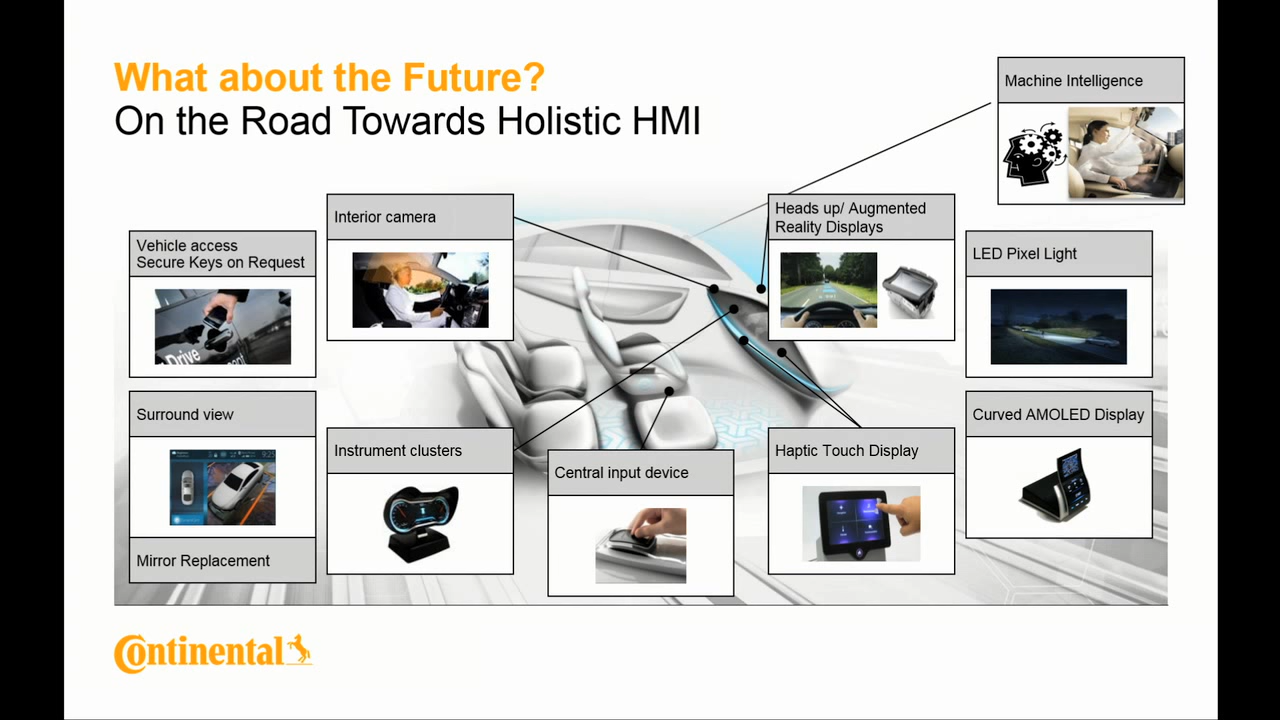 What about the Future?
On the Road Towards Holistic HMI
Machine Intelligence
Interior camera
Heads up/ Augmented
Reality Displays
Vehicle access
Secure Keys on Request
LED Pixel Light
Drive
Surround view
Curved AMOLED Display
Instrument clusters
Central input device
Haptic Touch Display
Mirror Replacement
Continental